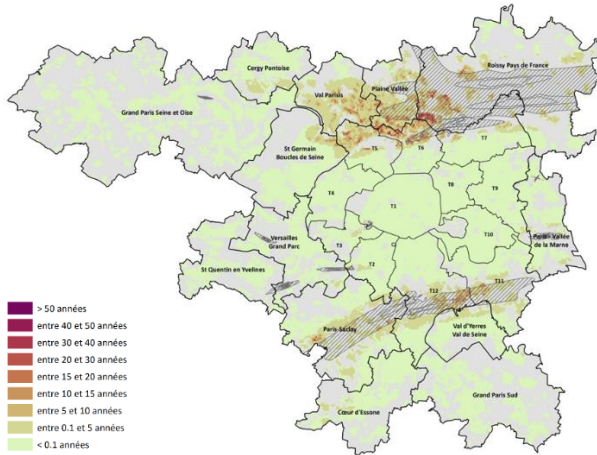 Cergy Pontoise
Roissy Pays de France
Plaine Vallée
Val Parisis
Grand Paris Seine et Oise
St Germain
Boucles de Seine
T5
T6
T7
T4
T8
T9
T1
T3
T10
Versailles
Grand Parc
Paris - Vallée
de la Marne
T2
St Quentin en Yvelines
T12
T11
Paris-Saclay
Val d'Yerres
Val de Seine
Cœur d'Essone
Grand Paris Sud
> 50 années
entre 40 et 50 années
entre 30 et 40 années
entre 20 et 30 années
entre 15 et 20 années
entre 10 et 15 années
entre 5 et 10 années
entre 0.1 et 5 années
< 0.1 années